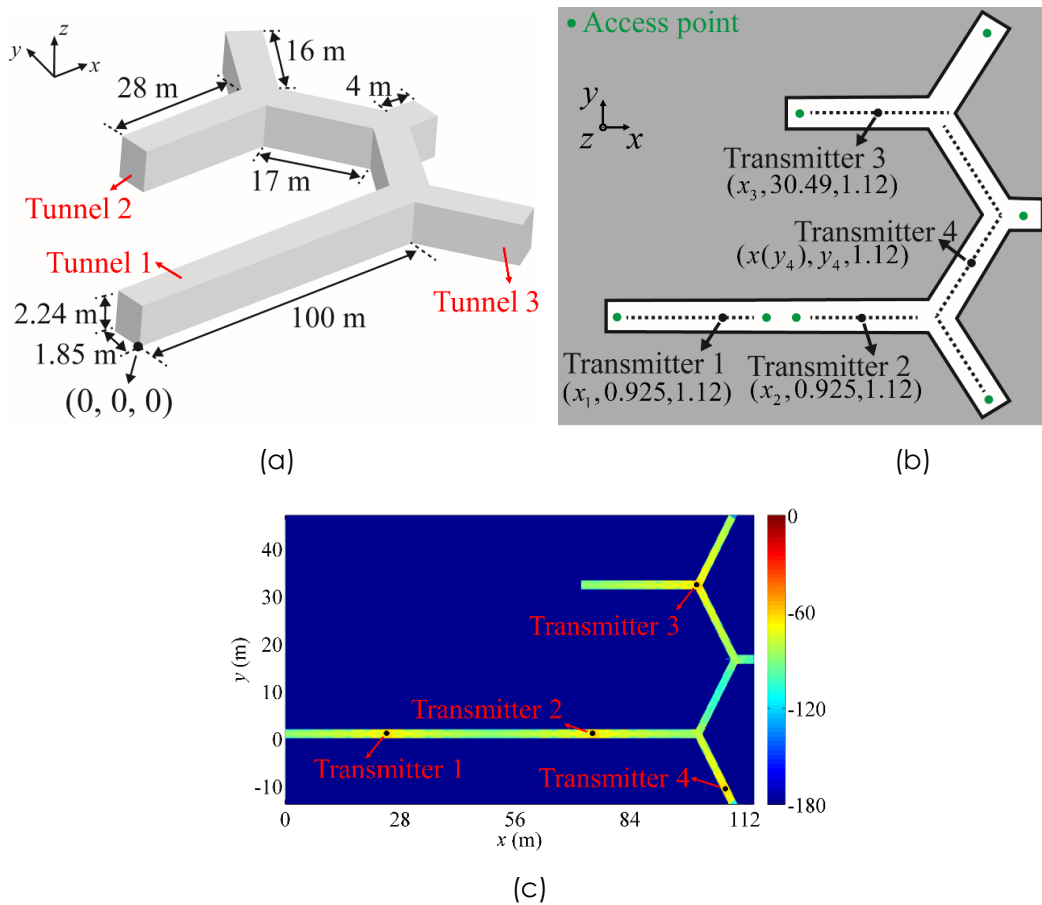 z
y
x
16 m
4 m
28 m
17 m
Tunnel 2
Tunnel 1
Tunnel 3
2.24 m
100 m
1.85 m
(0, 0, 0)
(a)
Access point
y
z x
Transmitter 3
(x₃,30.49,1.12)
Transmitter 4
(x(y₄), y₄,1.12)
Transmitter 1
(x₁,0.925,1.12)
Transmitter 2
(x₂,0.925,1.12)
(b)
40
30
20
10
0
-10
y (m)
Transmitter 3
Transmitter 2
Transmitter 1
Transmitter 4
0 28 56 84 112
x (m)
0
-60
-120
-180
(c)